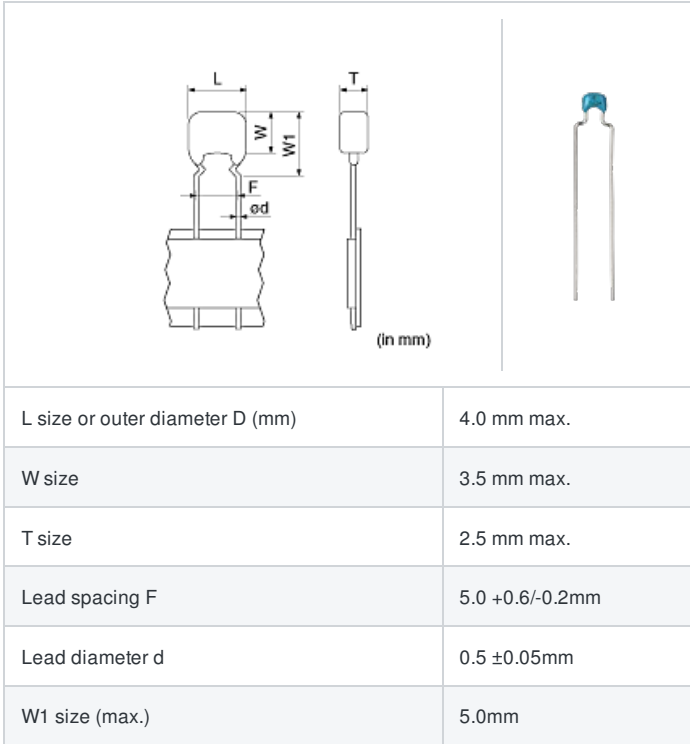 L
T
W
W1
F
ød
(in mm)
L size or outer diameter D (mm) 4.0 mm max.
W size 3.5 mm max.
T size 2.5 mm max.
Lead spacing F 5.0 +0.6/-0.2mm
Lead diameter d 0.5 ±0.05mm
W1 size (max.) 5.0mm